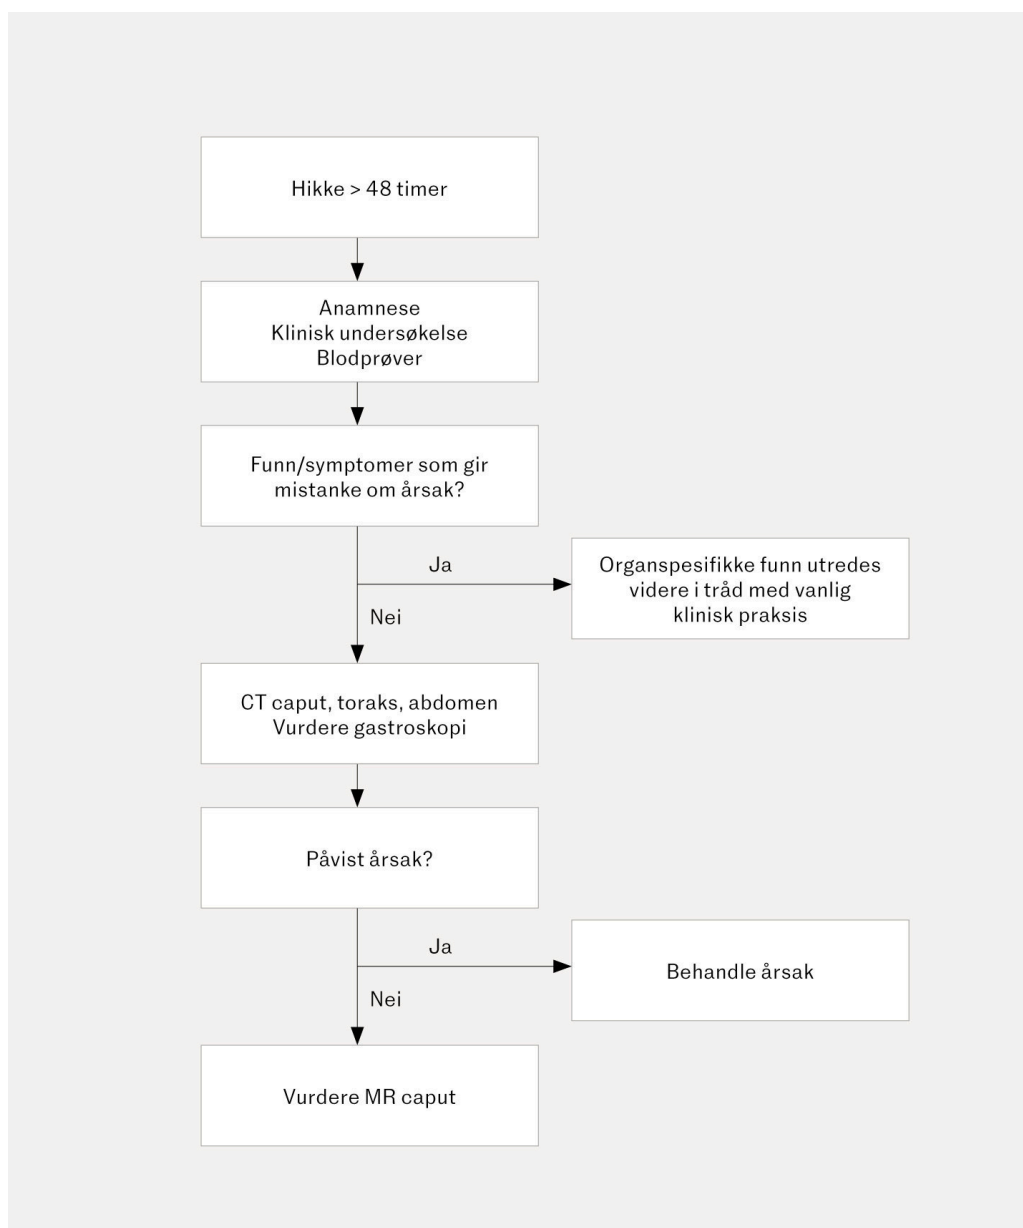 Hikke > 48 timer
Anamnese
Klinisk undersøkelse
Blodprøver
Funn/symptomer som gir
mistanke om årsak?
Ja
Organspesifikke funn utredes
videre i tråd med vanlig
klinisk praksis
Nei
CT caput, toraks, abdomen
Vurdere gastroskopi
Påvist årsak?
Ja
Behandle årsak
Nei
Vurdere MR caput